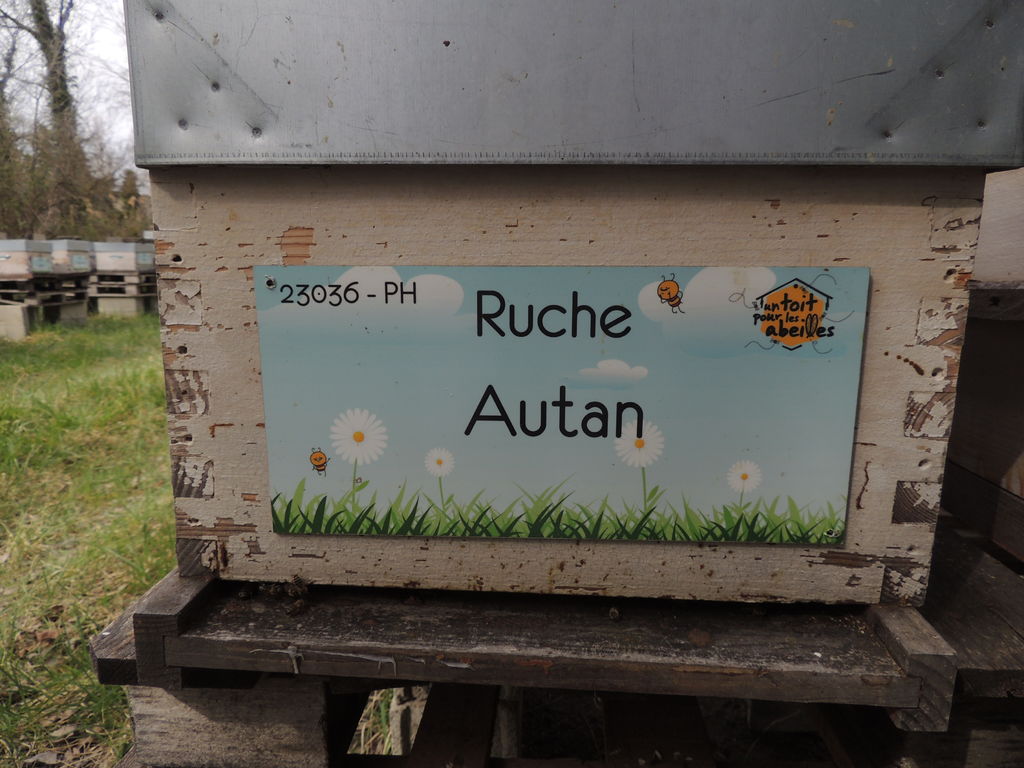 23036 - PH
Ruche
Autan
un toit
pour les
abeilles